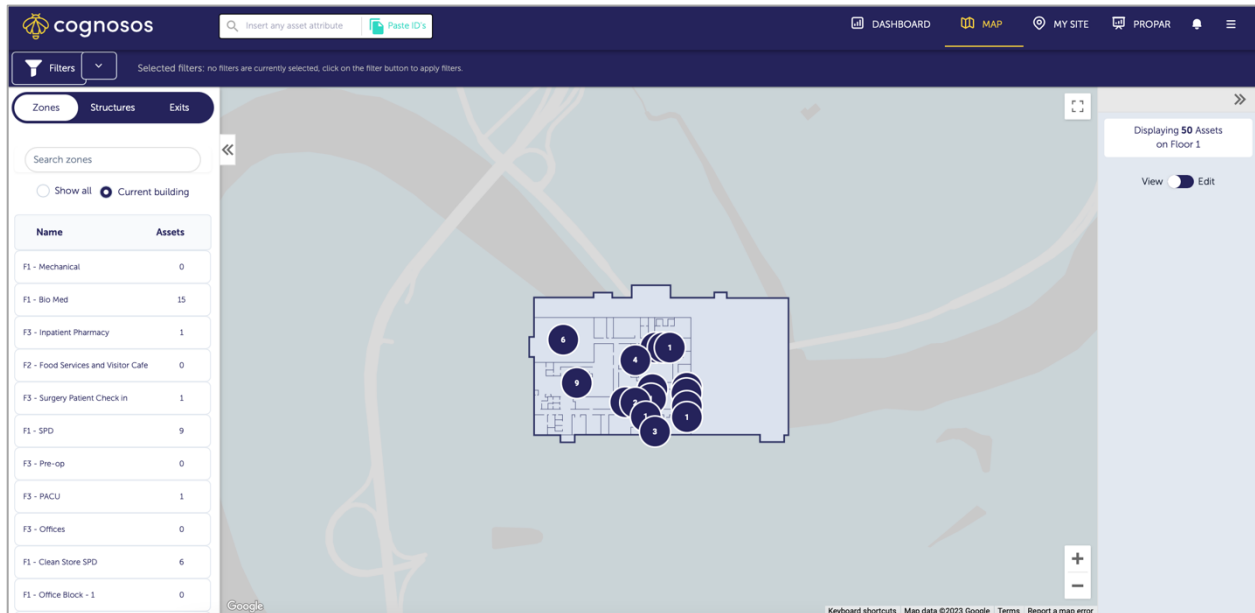 cognosos
Insert any asset attribute
Paste ID's
DASHBOARD
MAP
MY SITE
PROPAR
Filters
Selected filters: no filters are currently selected, click on the filter button to apply filters.
Zones Structures Exits
Search zones
Show all Current building
Name Assets
F1 - Mechanical 0
F1 - Bio Med 15
F3 - Inpatient Pharmacy 1
F2 - Food Services and Visitor Cafe 0
F3 - Surgery Patient Check in 1
F1 - SPD 9
F3 - Pre-op 0
F3 - PACU 1
F3 - Offices 0
F1 - Clean Store SPD 6
F1 - Office Block - 1 0
6
4
1
9
1
3
Displaying 50 Assets
on Floor 1
View Edit
Google
Keyboard shortcuts Map data ©2023 Google Terms Report a map error